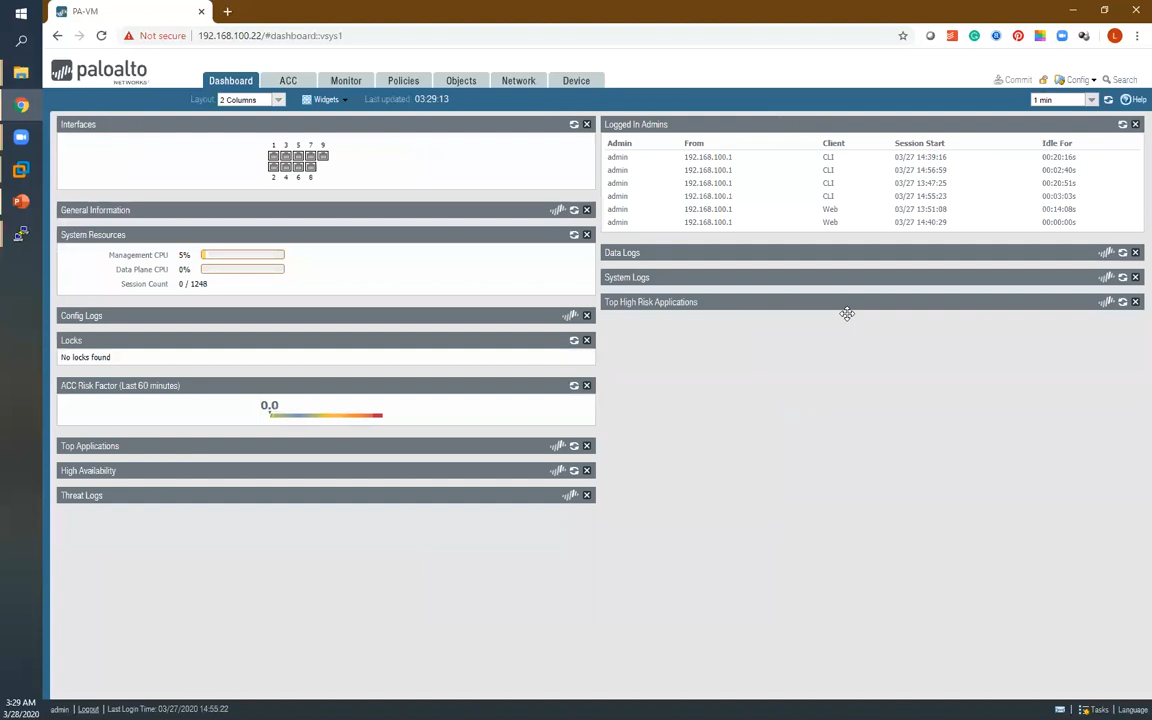 PA-VM
Not secure
192.168.100.22/#dashboard::vsys1
L
paloalto
NETWORKS
Dashboard
ACC
Monitor
Policies
Objects
Network
Device
Commit
Config
Search
Layout
2 Columns
Widgets
Last updated:
03:29:13
1 min
Help
Interfaces
1 3 5 7 9
2 4 6 8
General Information
System Resources
Management CPU 5%
Data Plane CPU 0%
Session Count 0 / 1248
Config Logs
Locks
No locks found
ACC Risk Factor (Last 60 minutes)
0.0
Top Applications
High Availability
Threat Logs
Logged In Admins
Admin From Client Session Start Idle For
admin 192.168.100.1 CLI 03/27 14:39:16 00:20:16s
admin 192.168.100.1 CLI 03/27 14:56:59 00:02:40s
admin 192.168.100.1 CLI 03/27 13:47:25 00:20:51s
admin 192.168.100.1 CLI 03/27 14:55:23 00:03:03s
admin 192.168.100.1 Web 03/27 13:51:08 00:14:08s
admin 192.168.100.1 Web 03/27 14:40:29 00:00:00s
Data Logs
System Logs
Top High Risk Applications
3:29 AM
3/28/2020
admin | Logout | Last Login Time: 03/27/2020 14:55:22
Tasks | Language